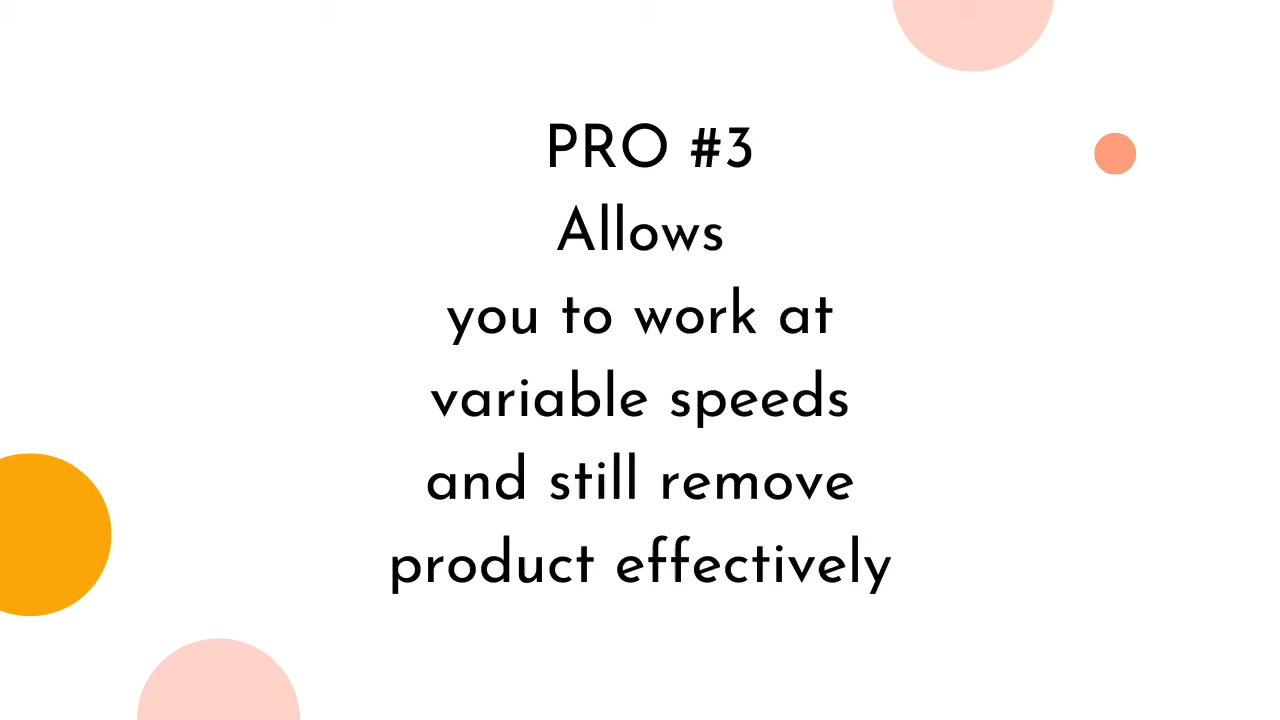 PRO #3
Allows
you to work at
variable speeds
and still remove
product effectively